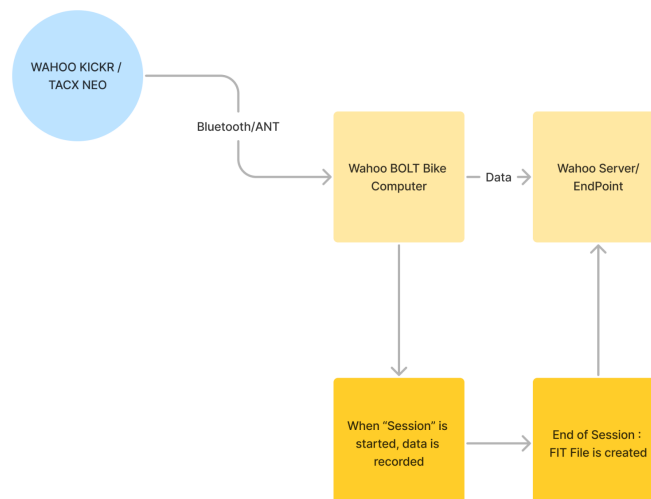 WAHOO KICKR /
TACX NEO
Bluetooth/ANT
Wahoo BOLT Bike
Computer
Data
Wahoo Server/
EndPoint
When “Session” is
started, data is
recorded
End of Session :
FIT File is created